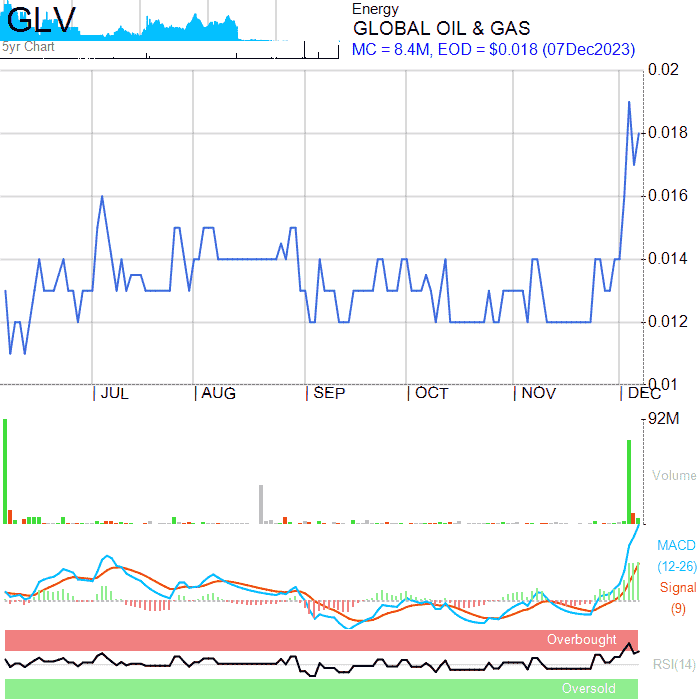 GLV
5yr Chart
Energy
GLOBAL OIL & GAS
MC = 8.4M, EOD = $0.018 (07Dec2023)
0.02
0.018
0.016
0.014
0.012
0.01
JUL AUG SEP OCT NOV DEC
92M
Volume
MACD
(12-26)
Signal
(9)
Overbought
RSI(14)
Oversold